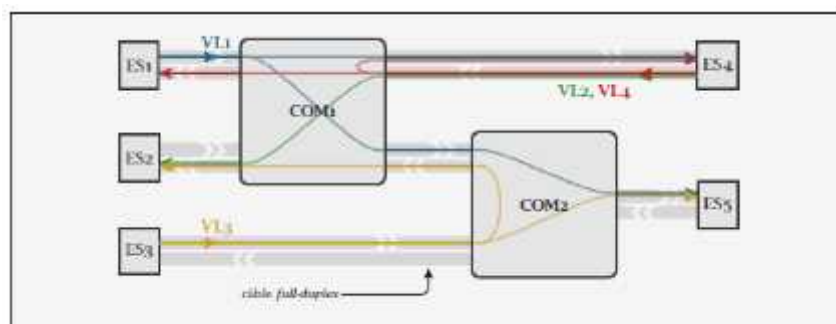 VL1
ES1
ES4
COM1
VL2, VL4
ES2
COM2
ES5
VL3
ES3
câble full-duplex